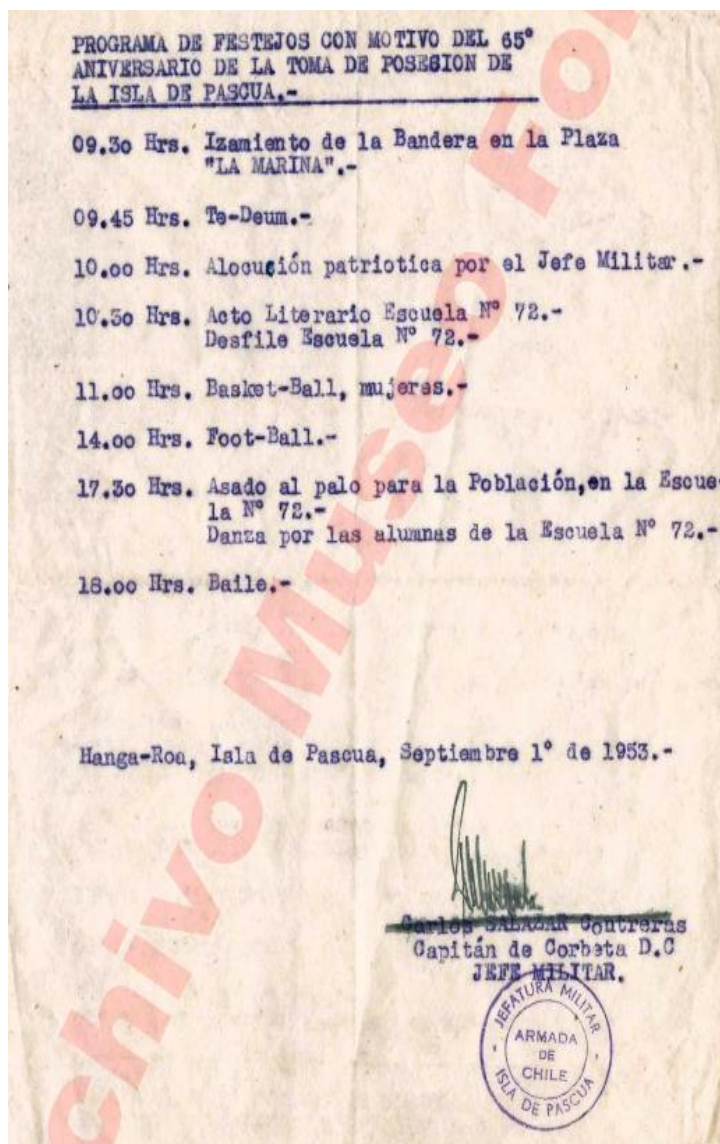 PROGRAMA DE FESTEJOS CON MOTIVO DEL 65°
ANIVERSARIO DE LA TOMA DE POSESION DE
LA ISLA DE PASCUA.-
09.3o Hrs. Izamiento de la Bandera en la Plaza
"LA MARINA".-
09.45 Hrs. Te-Deum.-
10.oo Hrs. Alocución patriotica por el Jefe Militar.-
10.3o Hrs. Acto Literario Escuela N° 72.-
Desfile Escuela N° 72.-
11.oo Hrs. Basket-Ball, mujeres.-
14.oo Hrs. Foot-Ball.-
17.3o Hrs. Asado al palo para la Población,en la Escue-
la N° 72.-
Danza por las alumnas de la Escuela N° 72.-
18.oo Hrs. Baile.-
Hanga-Roa, Isla de Pascua, Septiembre 1° de 1953.-
Carlos SALAZAR Contreras
Capitán de Corbeta D.C
JEFE MILITAR.
JEFATURA MILITAR
ARMADA
DE
CHILE
ISLA DE PASCUA
chivo Museo Fo